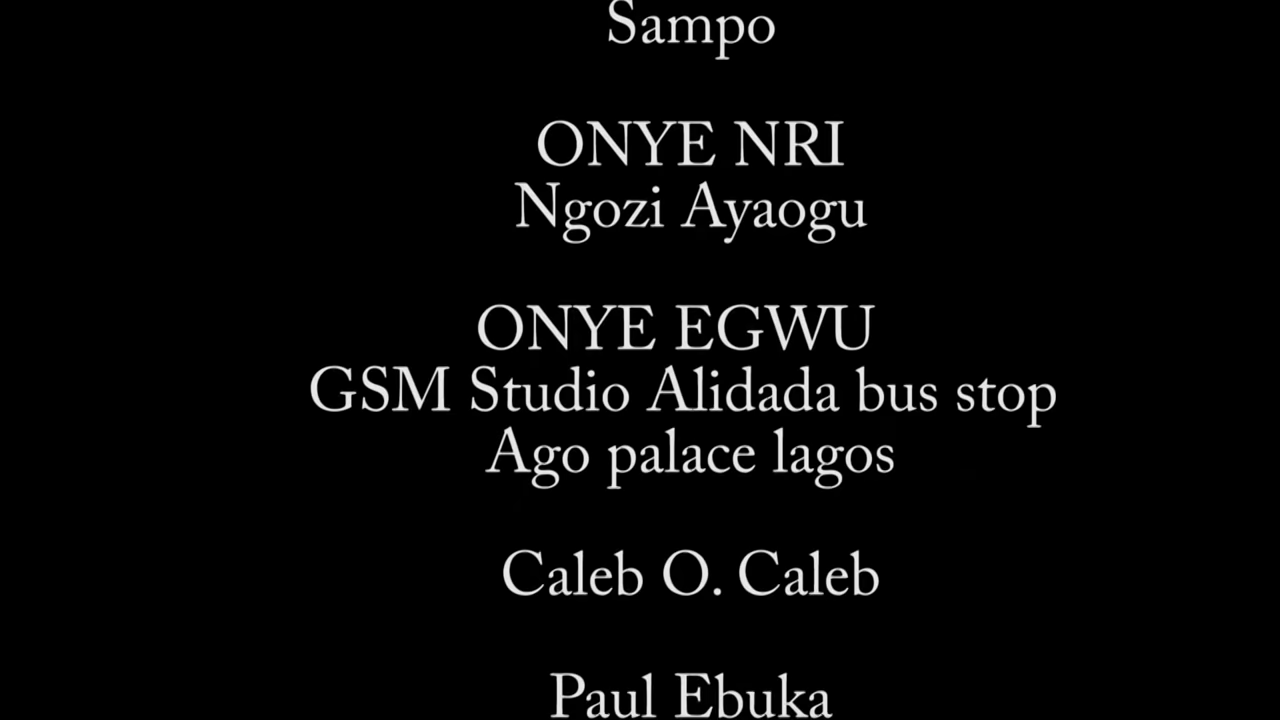 Sampo
ONYE NRI
Ngozi Ayaogu
ONYE EGWU
GSM Studio Alidada bus stop
Ago palace lagos
Caleb O. Caleb
Paul Ebuka